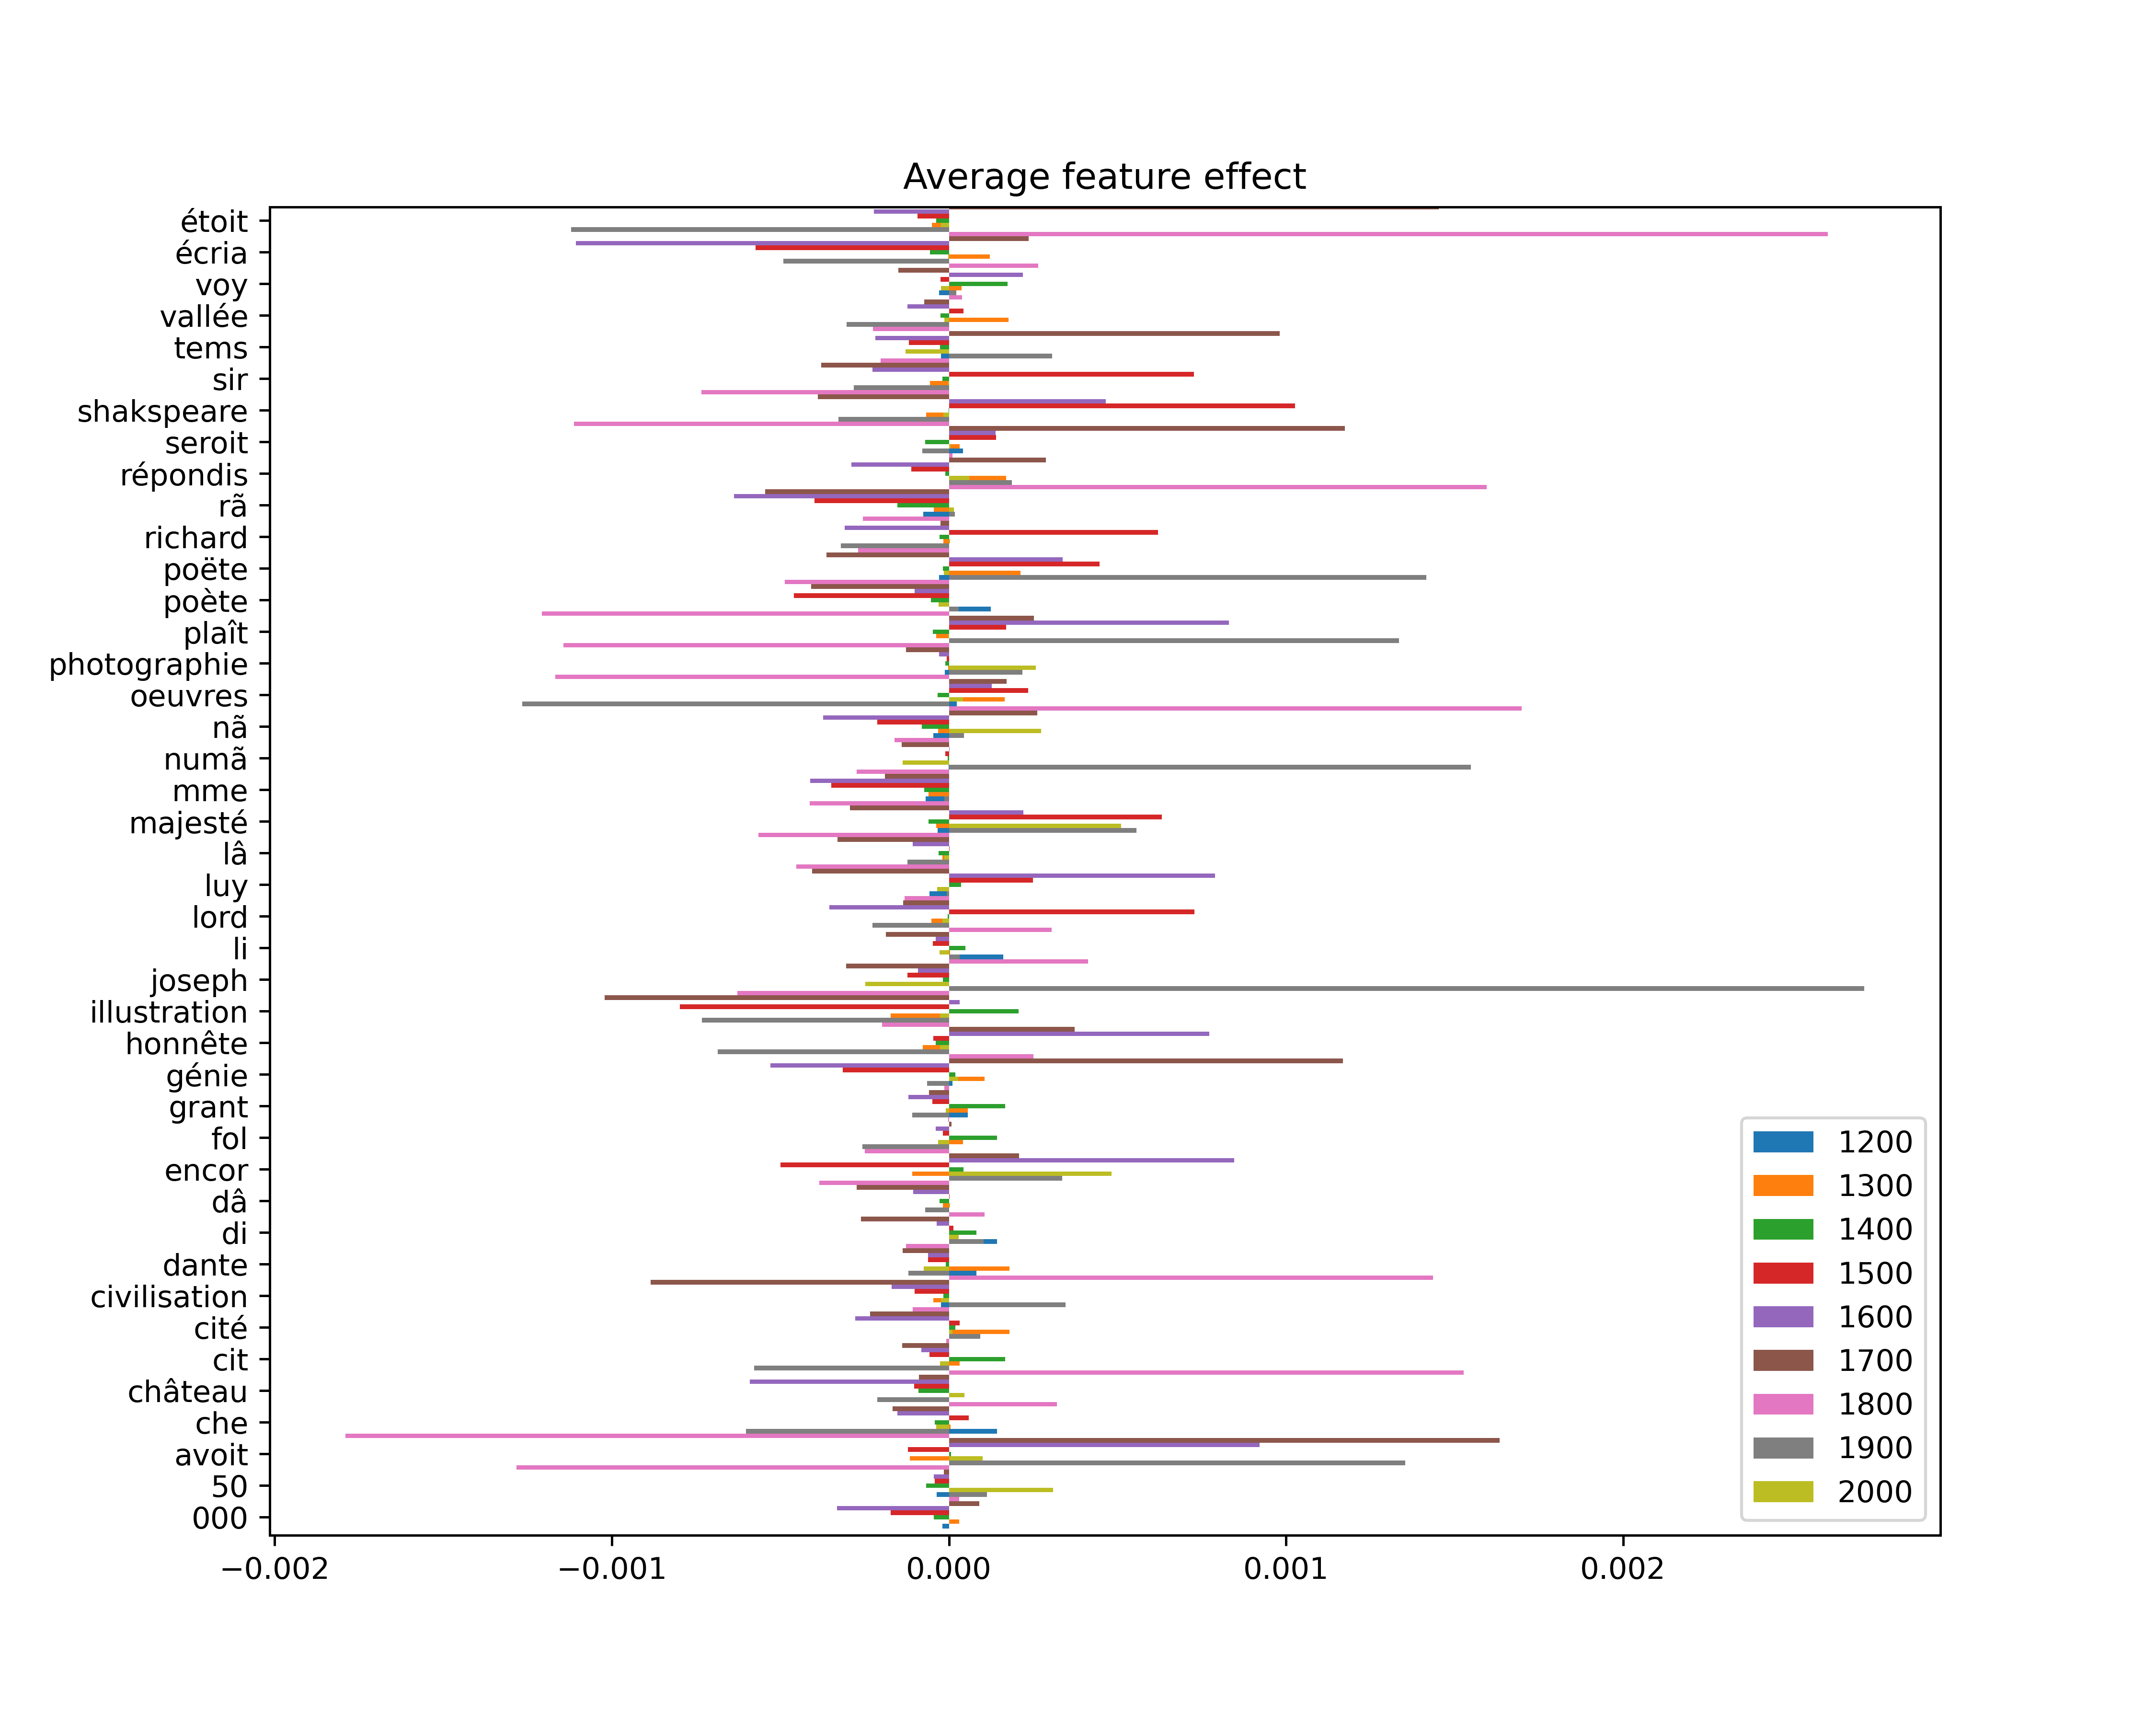 Average feature effect
étoit
écria
voy
vallée
tems
sir
shakspeare
seroit
répondis
rã
richard
poëte
poète
plaît
photographie
oeuvres
nã
numã
mme
majesté
lâ
luy
lord
li
joseph
illustration
honnête
génie
grant
fol
encor
dâ
di
dante
civilisation
cité
cit
château
che
avoit
50
000
1200
1300
1400
1500
1600
1700
1800
1900
2000
−0.002 −0.001 0.000 0.001 0.002